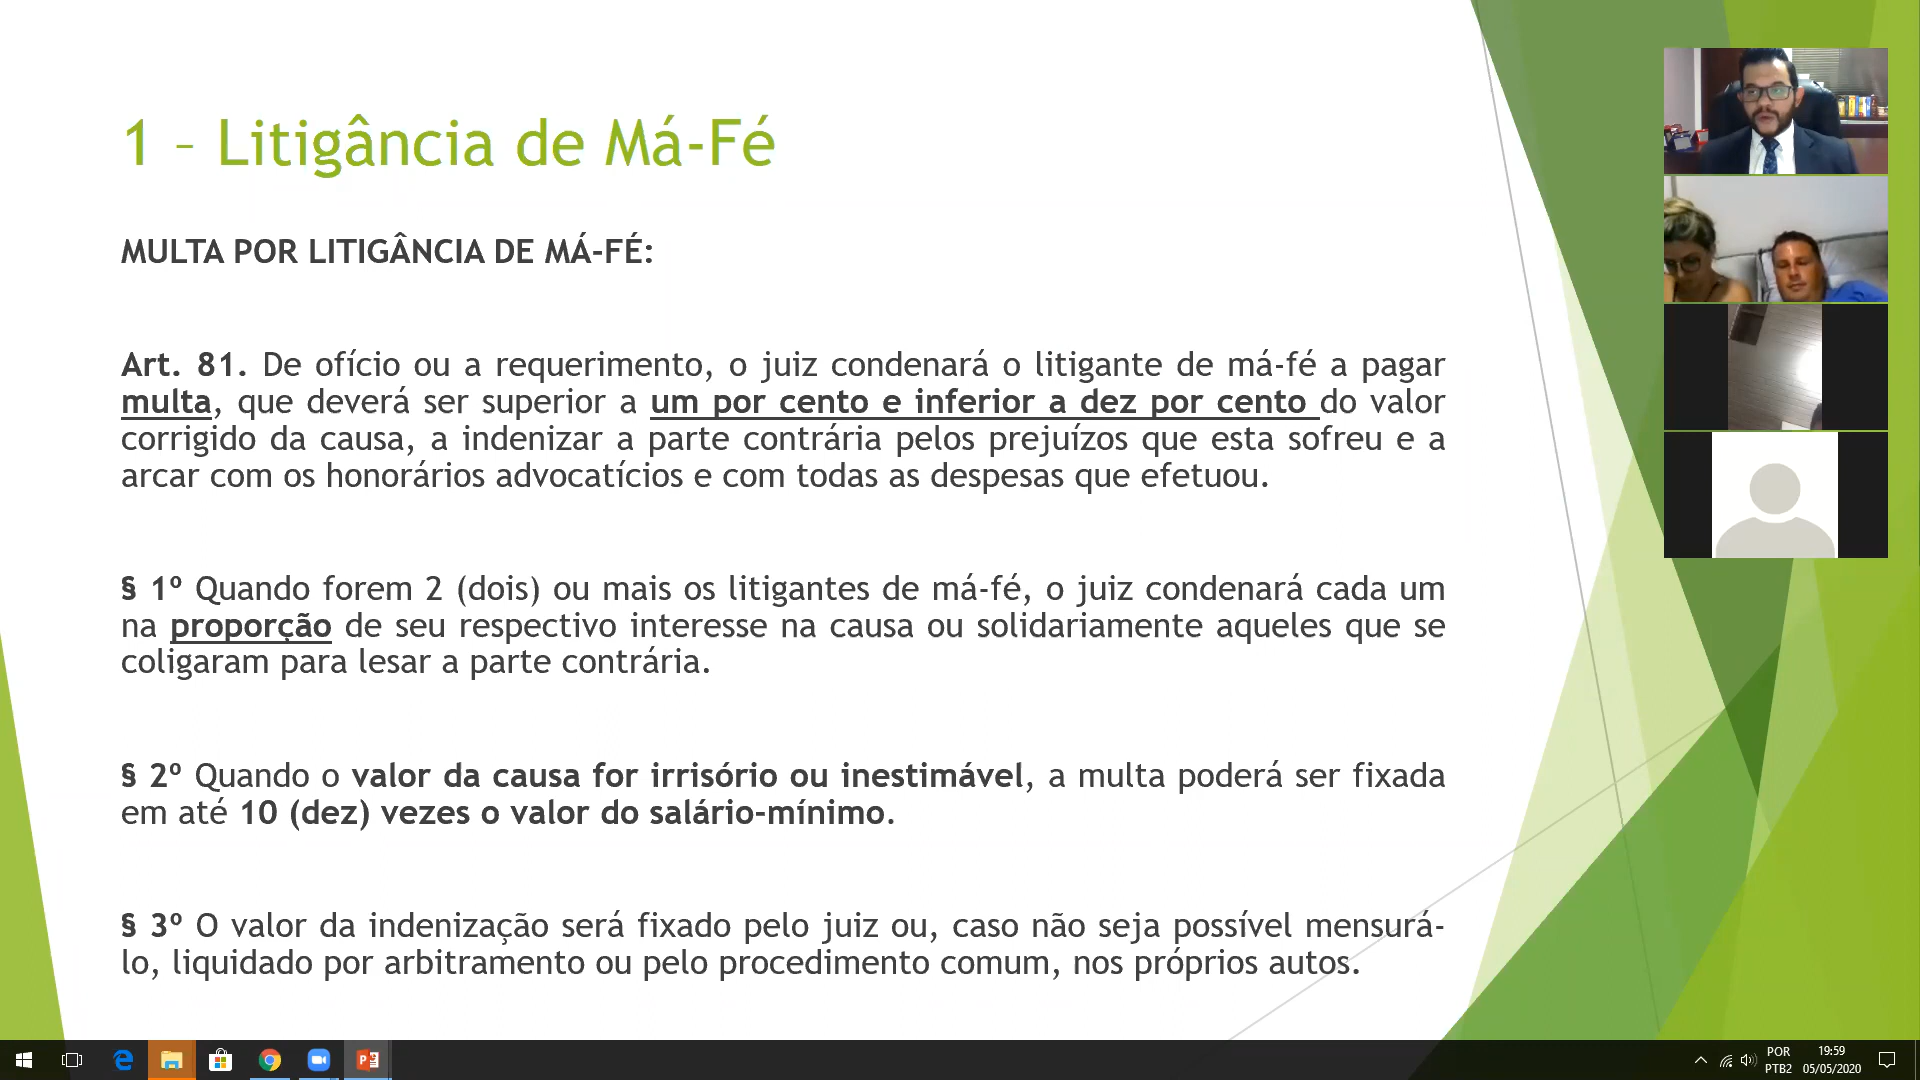 1 – Litigância de Má-Fé
MULTA POR LITIGÂNCIA DE MÁ-FÉ:
Art. 81. De ofício ou a requerimento, o juiz condenará o litigante de má-fé a pagar
multa, que deverá ser superior a um por cento e inferior a dez por cento do valor
corrigido da causa, a indenizar a parte contrária pelos prejuízos que esta sofreu e a
arcar com os honorários advocatícios e com todas as despesas que efetuou.
§ 1º Quando forem 2 (dois) ou mais os litigantes de má-fé, o juiz condenará cada um
na proporção de seu respectivo interesse na causa ou solidariamente aqueles que se
coligaram para lesar a parte contrária.
§ 2º Quando o valor da causa for irrisório ou inestimável, a multa poderá ser fixada
em até 10 (dez) vezes o valor do salário-mínimo.
§ 3º O valor da indenização será fixado pelo juiz ou, caso não seja possível mensurá-
lo, liquidado por arbitramento ou pelo procedimento comum, nos próprios autos.
POR
PTB2
19:59
05/05/2020